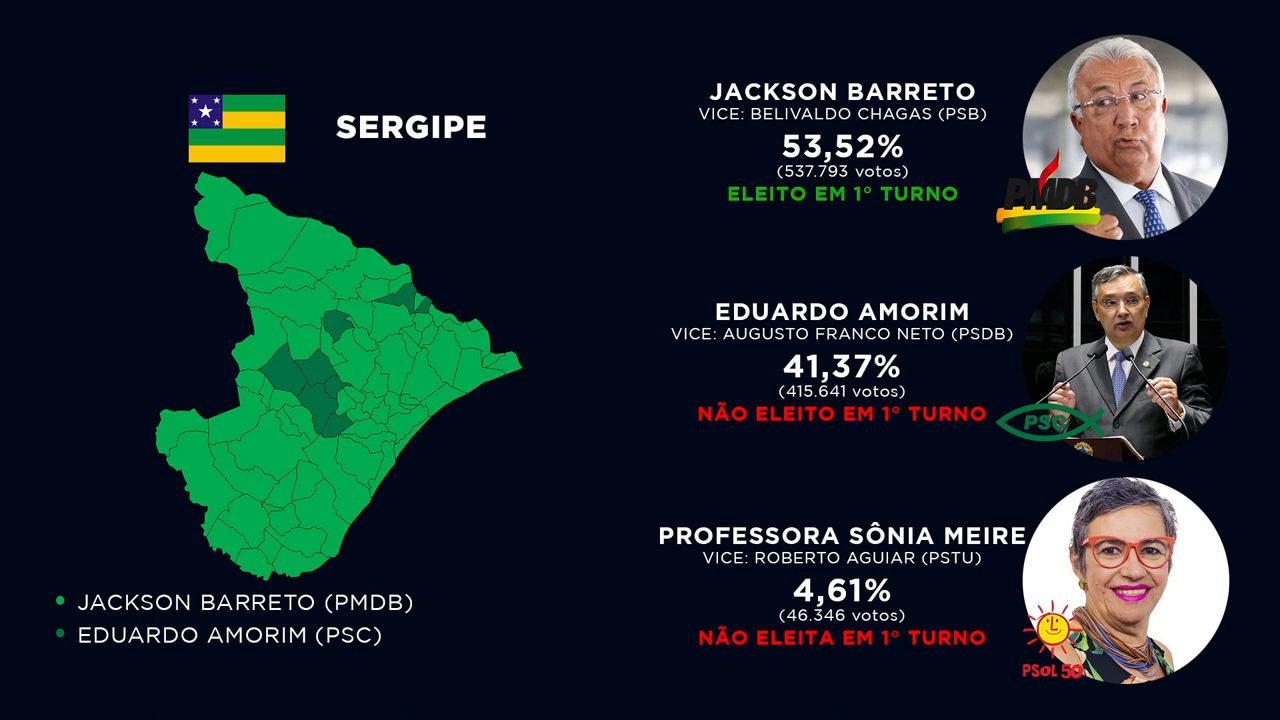 SERGIPE
JACKSON BARRETO (PMDB)
EDUARDO AMORIM (PSC)
JACKSON BARRETO
VICE: BELIVALDO CHAGAS (PSB)
53,52%
(537.793 votos)
ELEITO EM 1° TURNO
PMDB
EDUARDO AMORIM
VICE: AUGUSTO FRANCO NETO (PSDB)
41,37%
(415.641 votos)
NÃO ELEITO EM 1° TURNO
PSC
PROFESSORA SÔNIA MEIRE
VICE: ROBERTO AGUIAR (PSTU)
4,61%
(46.346 votos)
NÃO ELEITA EM 1° TURNO
PSOL 50